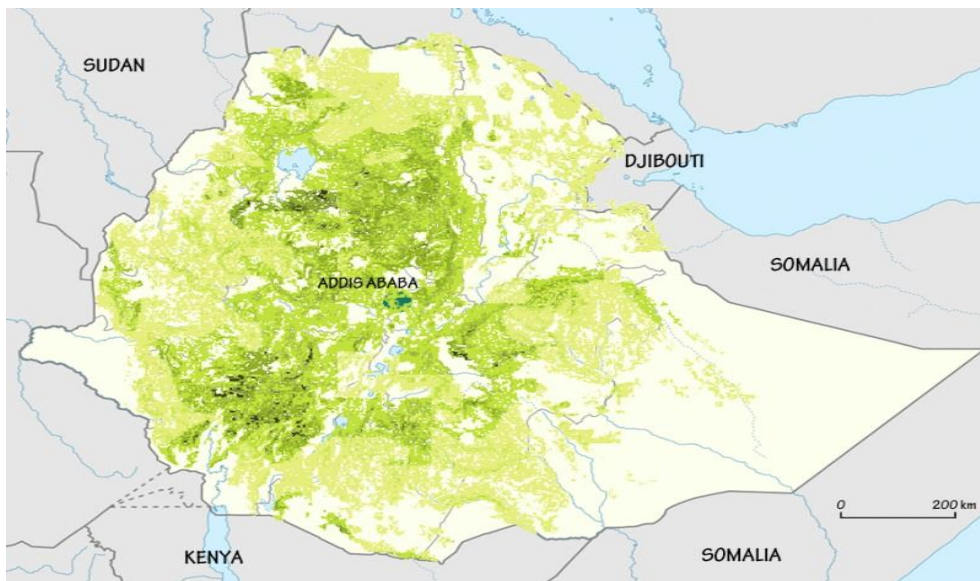 SUDAN
DJIBOUTI
SOMALIA
ADDIS ABABA
0 200 km
KENYA
SOMALIA